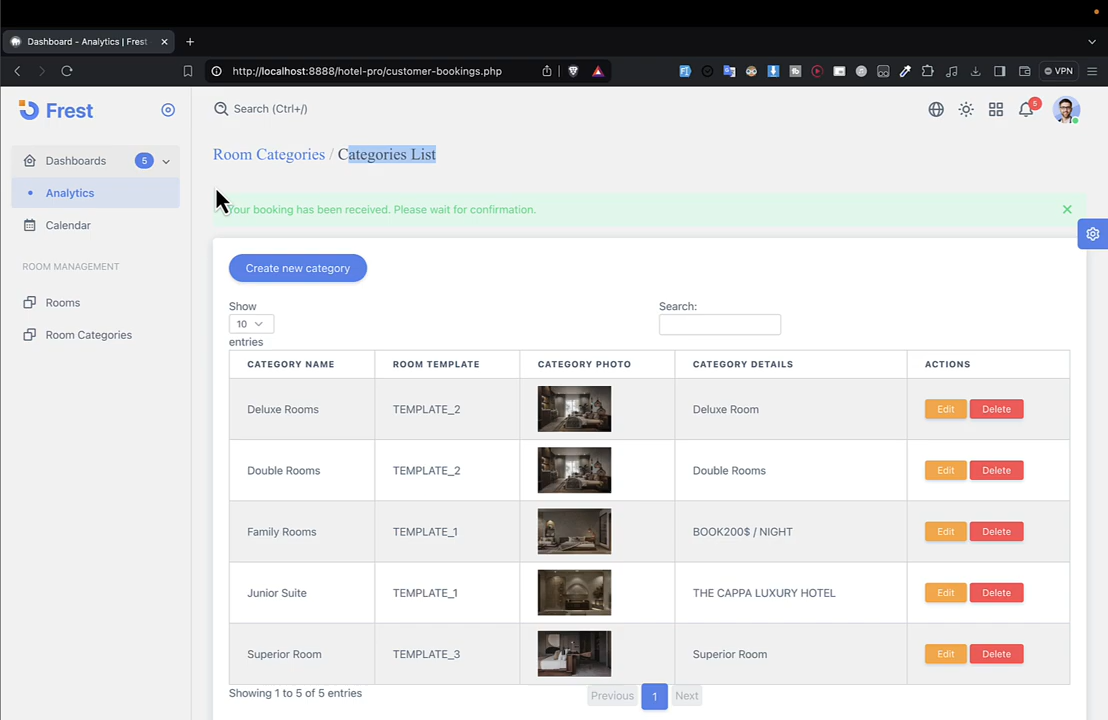 Dashboard - Analytics | Frest
http://localhost:8888/hotel-pro/customer-bookings.php
VPN
Frest
Search (Ctrl+/)
5
Dashboards 5
Analytics
Calendar
ROOM MANAGEMENT
Rooms
Room Categories
Room Categories / Categories List
Your booking has been received. Please wait for confirmation.
Create new category
Show
10
entries
Search:
CATEGORY NAME ROOM TEMPLATE CATEGORY PHOTO CATEGORY DETAILS ACTIONS
Deluxe Rooms TEMPLATE_2 Deluxe Room Edit Delete
Double Rooms TEMPLATE_2 Double Rooms Edit Delete
Family Rooms TEMPLATE_1 BOOK200$ / NIGHT Edit Delete
Junior Suite TEMPLATE_1 THE CAPPA LUXURY HOTEL Edit Delete
Superior Room TEMPLATE_3 Superior Room Edit Delete
Showing 1 to 5 of 5 entries
Previous 1 Next